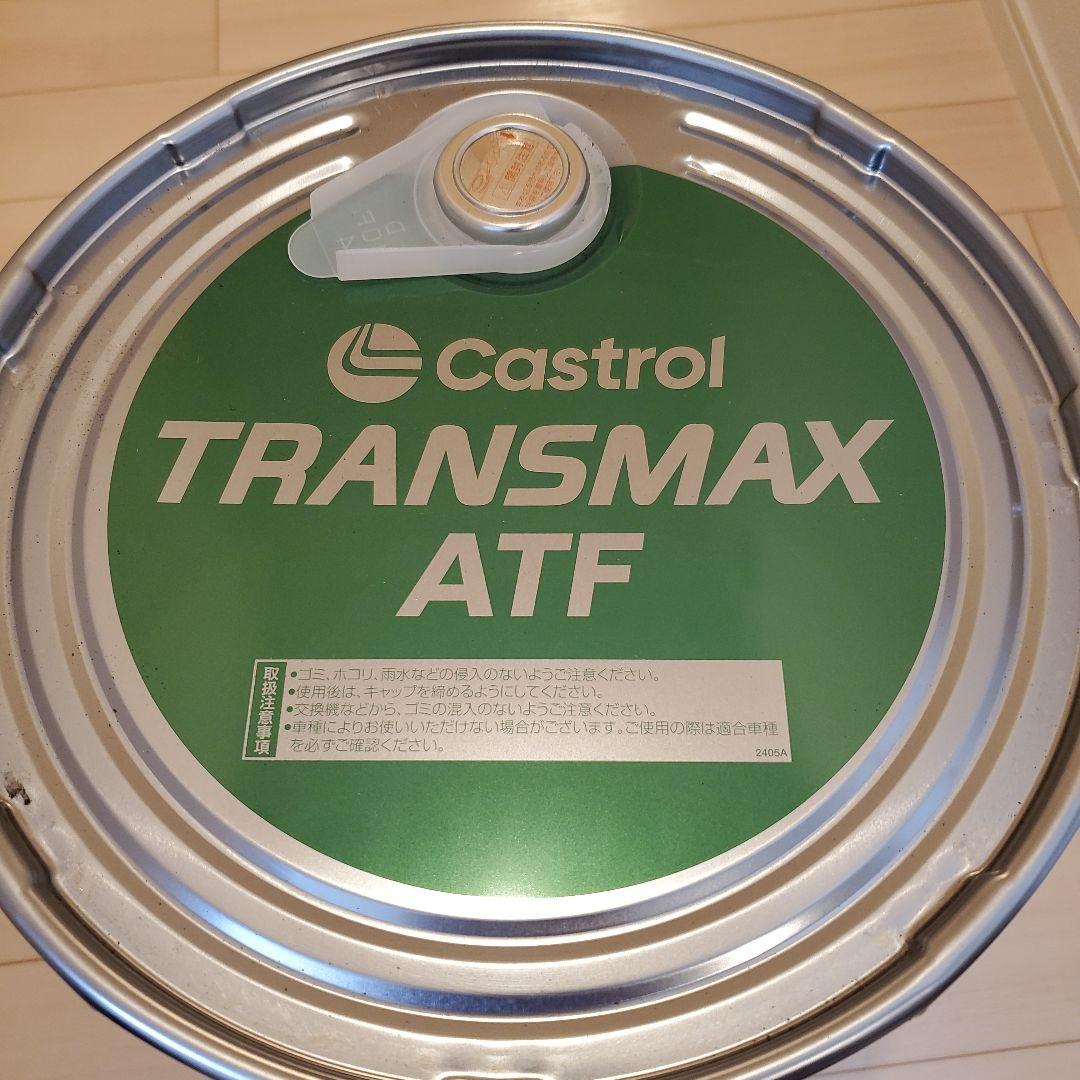 Castrol
TRANSMAX
ATF
取扱注意事項
•ゴミ、ホコリ、雨水などの侵入のないようご注意ください。
•使用後は、キャップを締めるようにしてください。
•交換機などから、ゴミの混入のないようご注意ください。
•車種によりお使いいただけない場合がございます。ご使用の際は適合車種
を必ずご確認ください。
2405A